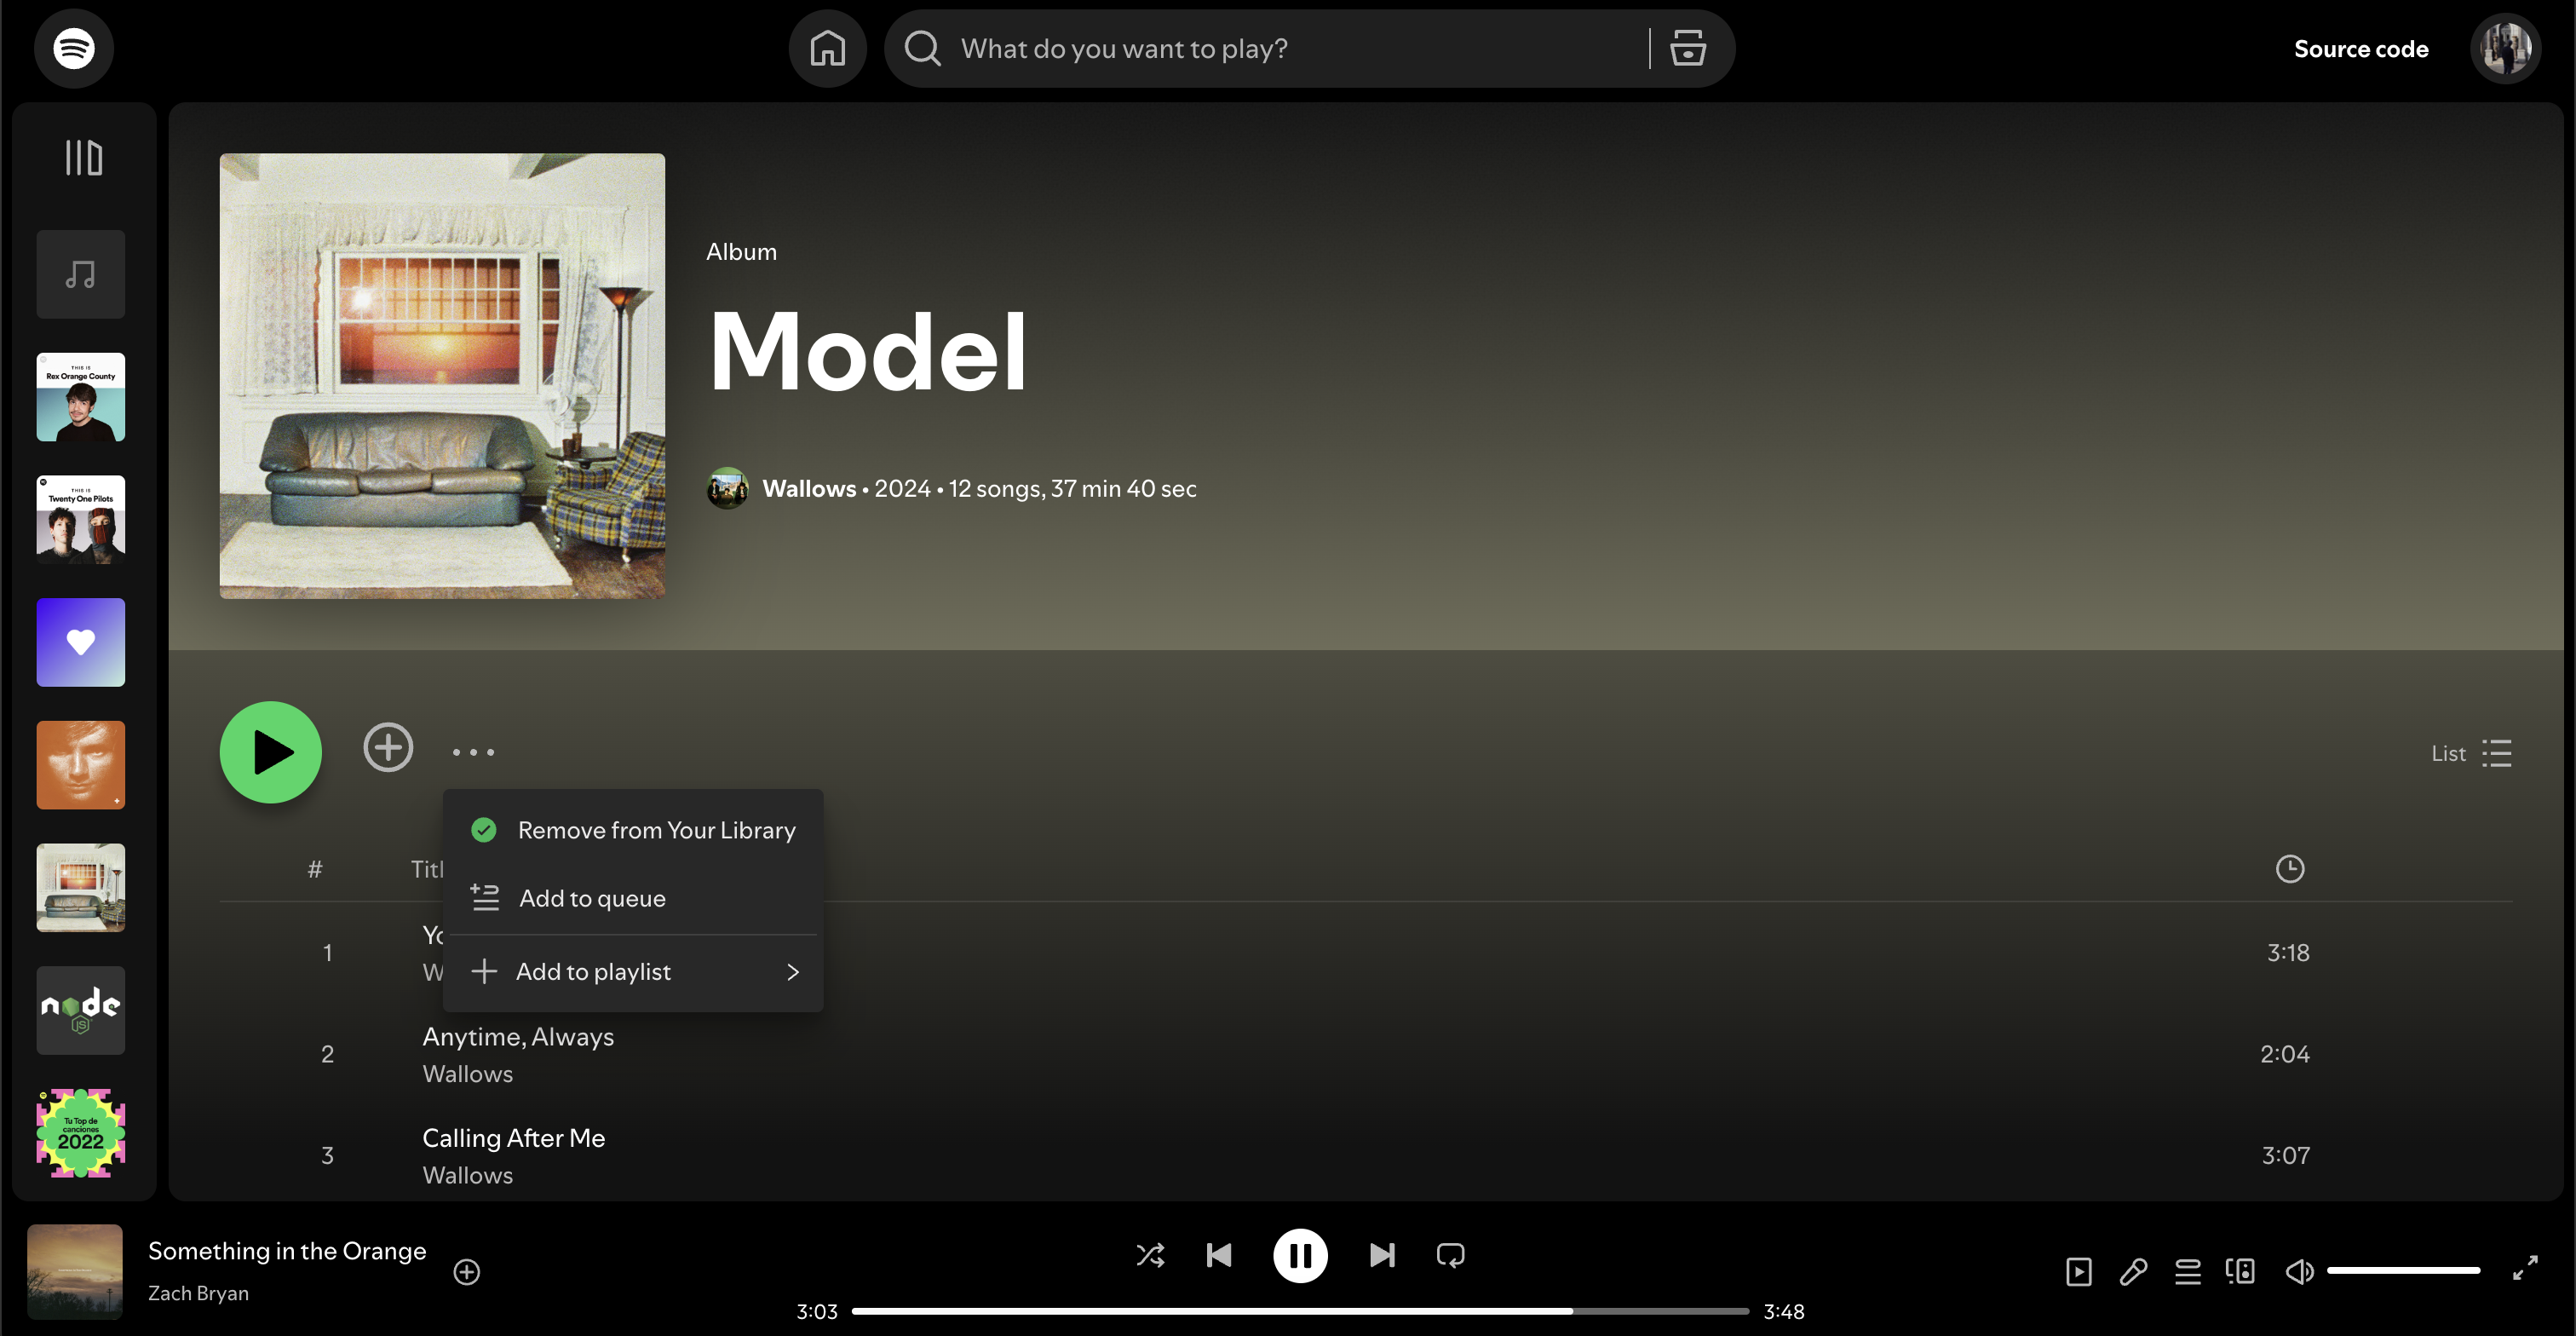 What do you want to play?
Source code
THIS IS
Rex Orange County
THIS IS
Twenty One Pilots
node
JS
Tu Top de
canciones
2022
Album
Model
Wallows • 2024 • 12 songs, 37 min 40 sec
List
Remove from Your Library
Add to queue
Add to playlist
#
1
3:18
2
Anytime, Always
Wallows
2:04
3
Calling After Me
Wallows
3:07
Something in the Orange
Zach Bryan
3:03
3:48